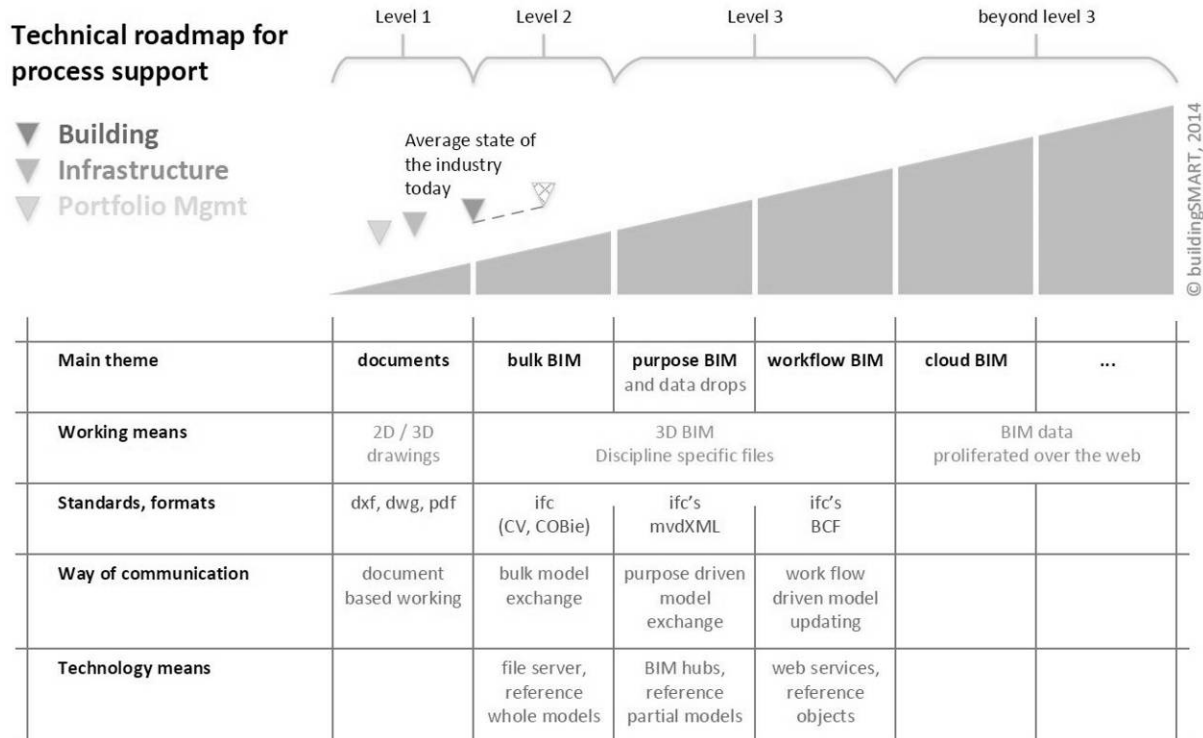 Technical roadmap for
process support
Level 1
Level 2
Level 3
beyond level 3
Building
Infrastructure
Portfolio Mgmt
Average state of
the industry
today
© buildingSMART, 2014
Main theme
documents
bulk BIM
purpose BIM
and data drops
workflow BIM
cloud BIM
...
Working means
2D / 3D
drawings
3D BIM
Discipline specific files
BIM data
proliferated over the web
Standards, formats
dxf, dwg, pdf
ifc
(CV, COBie)
ifc's
mvdXML
ifc's
BCF
Way of communication
document
based working
bulk model
exchange
purpose driven
model
exchange
work flow
driven model
updating
Technology means
file server,
reference
whole models
BIM hubs,
reference
partial models
web services,
reference
objects